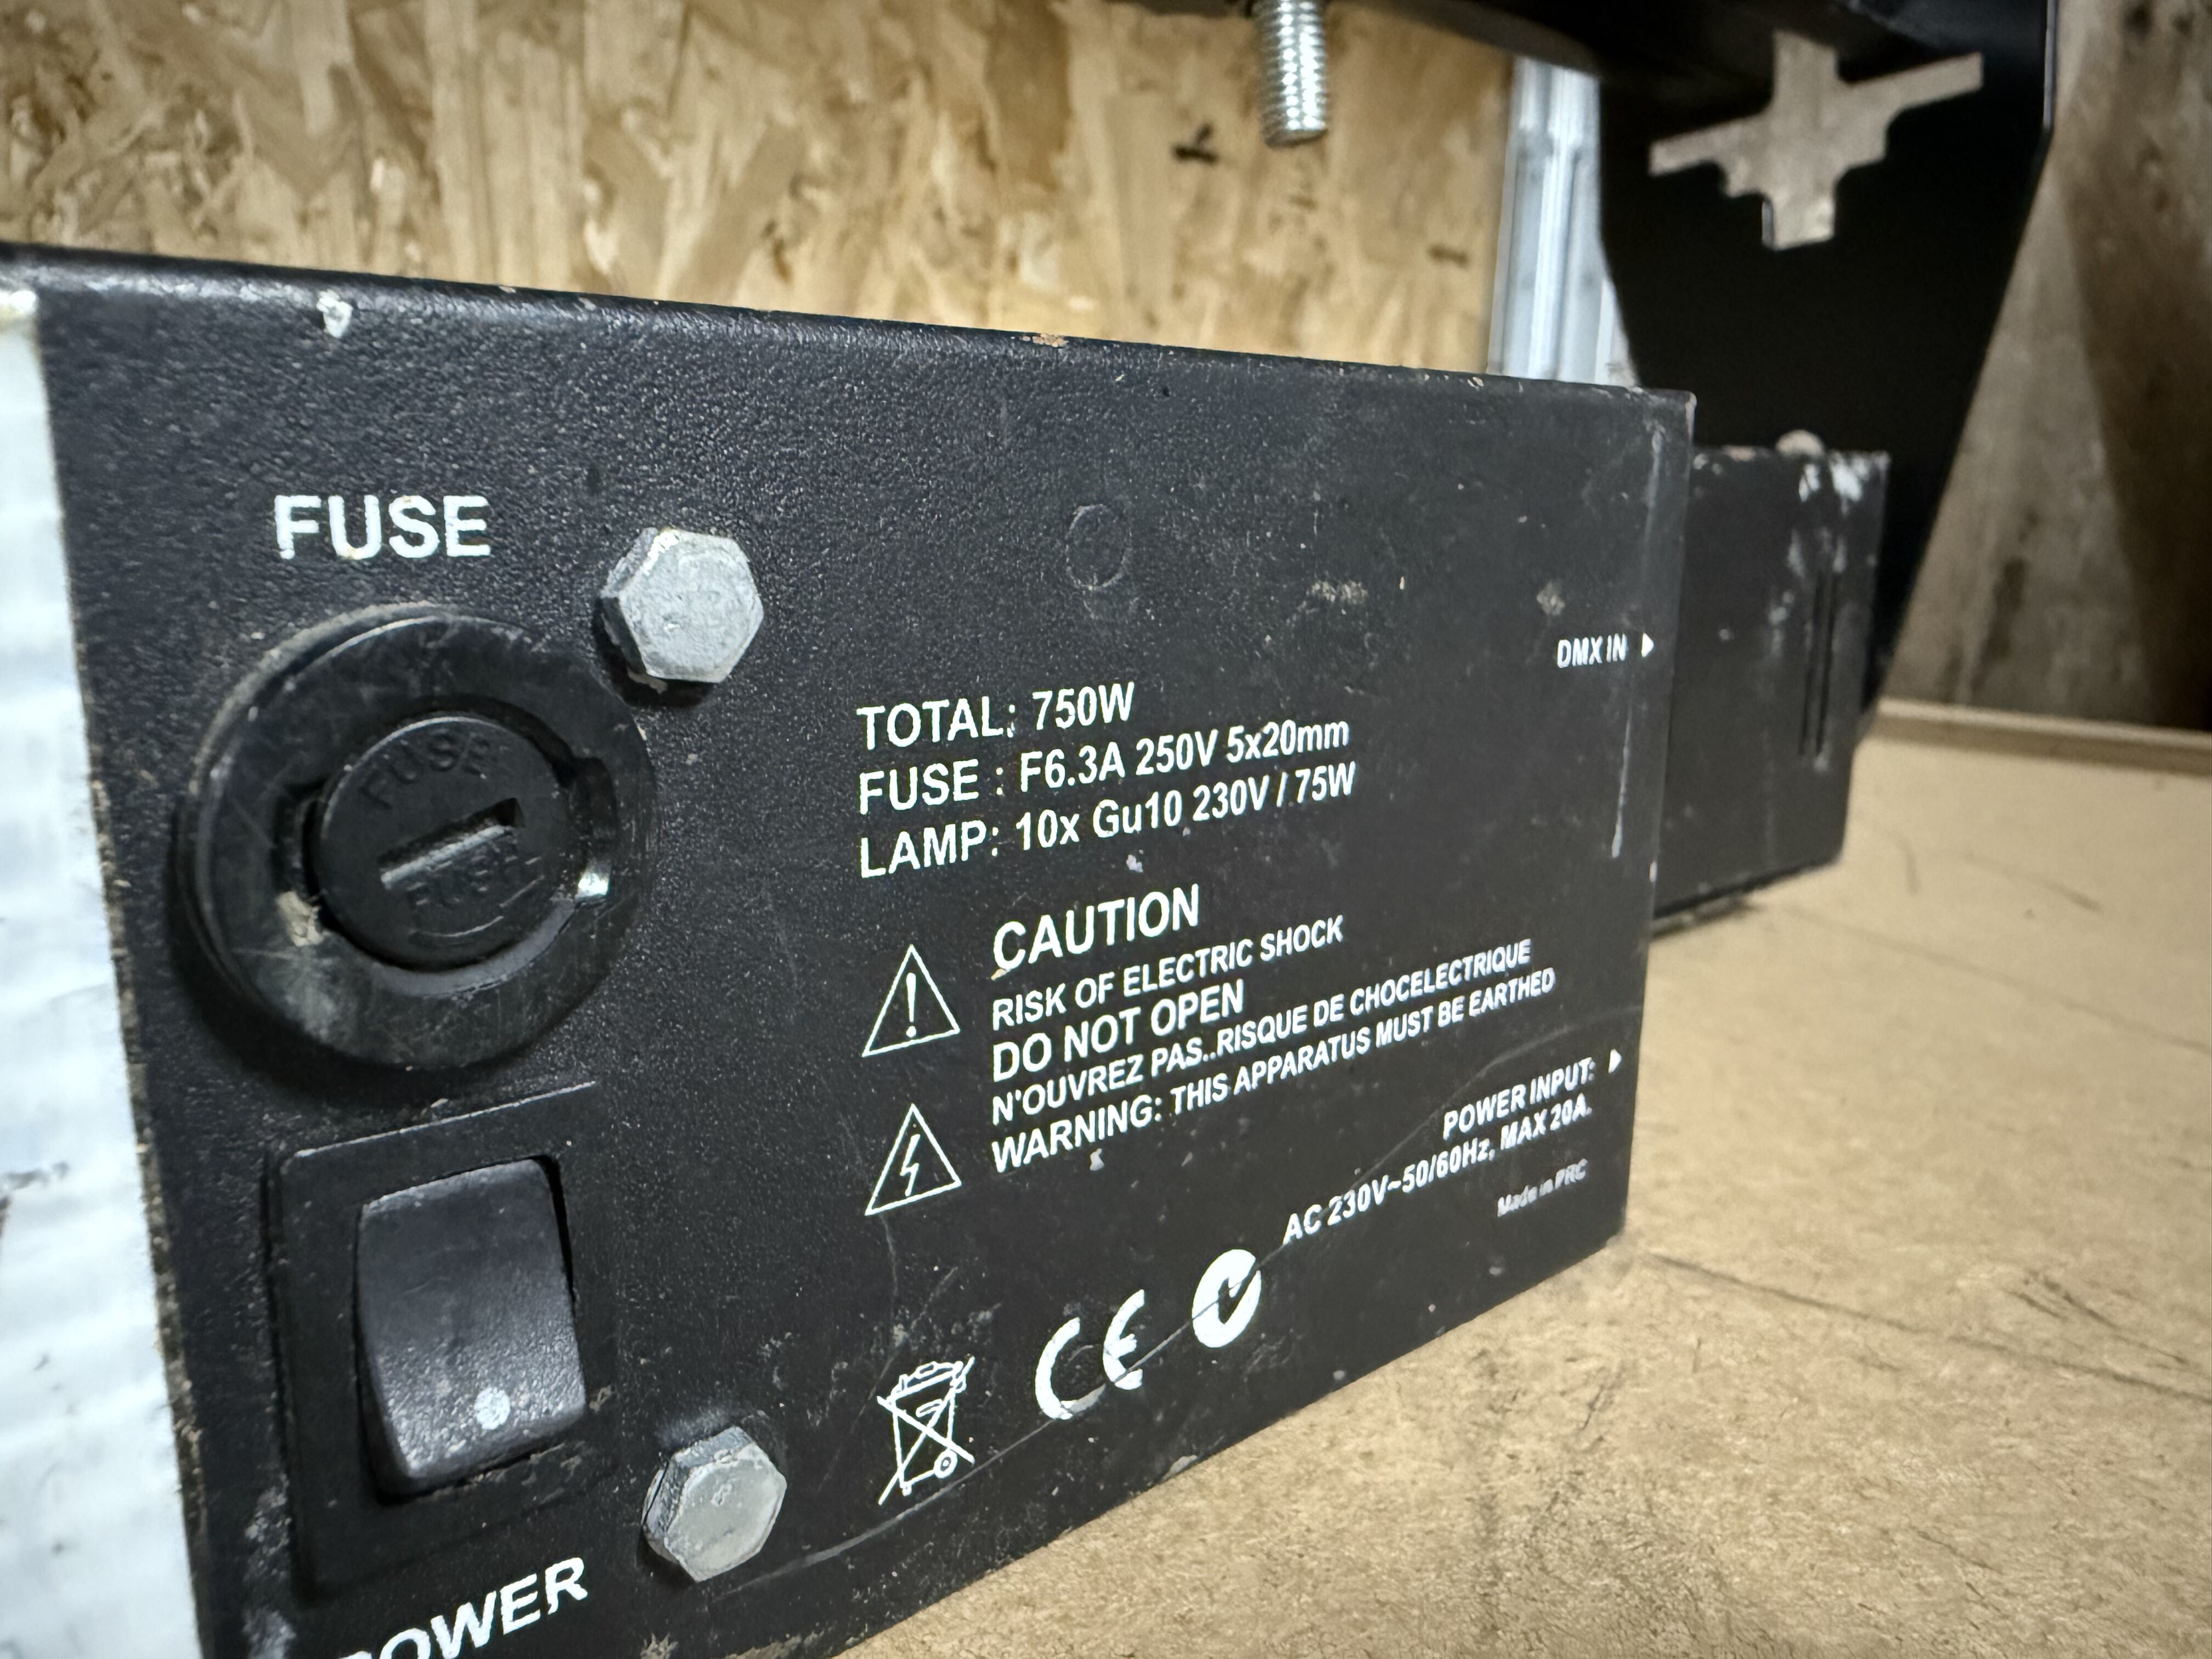 FUSE
FUSE
FUSE
DMX IN
TOTAL: 750W
FUSE : F6.3A 250V 5x20mm
LAMP: 10x Gu10 230V / 75W
CAUTION
RISK OF ELECTRIC SHOCK
DO NOT OPEN
N'OUVREZ PAS..RISQUE DE CHOCELECTRIQUE
WARNING: THIS APPARATUS MUST BE EARTHED
POWER INPUT:
AC 230V~50/60Hz, MAX 20A.
Made in PRC
CE
POWER